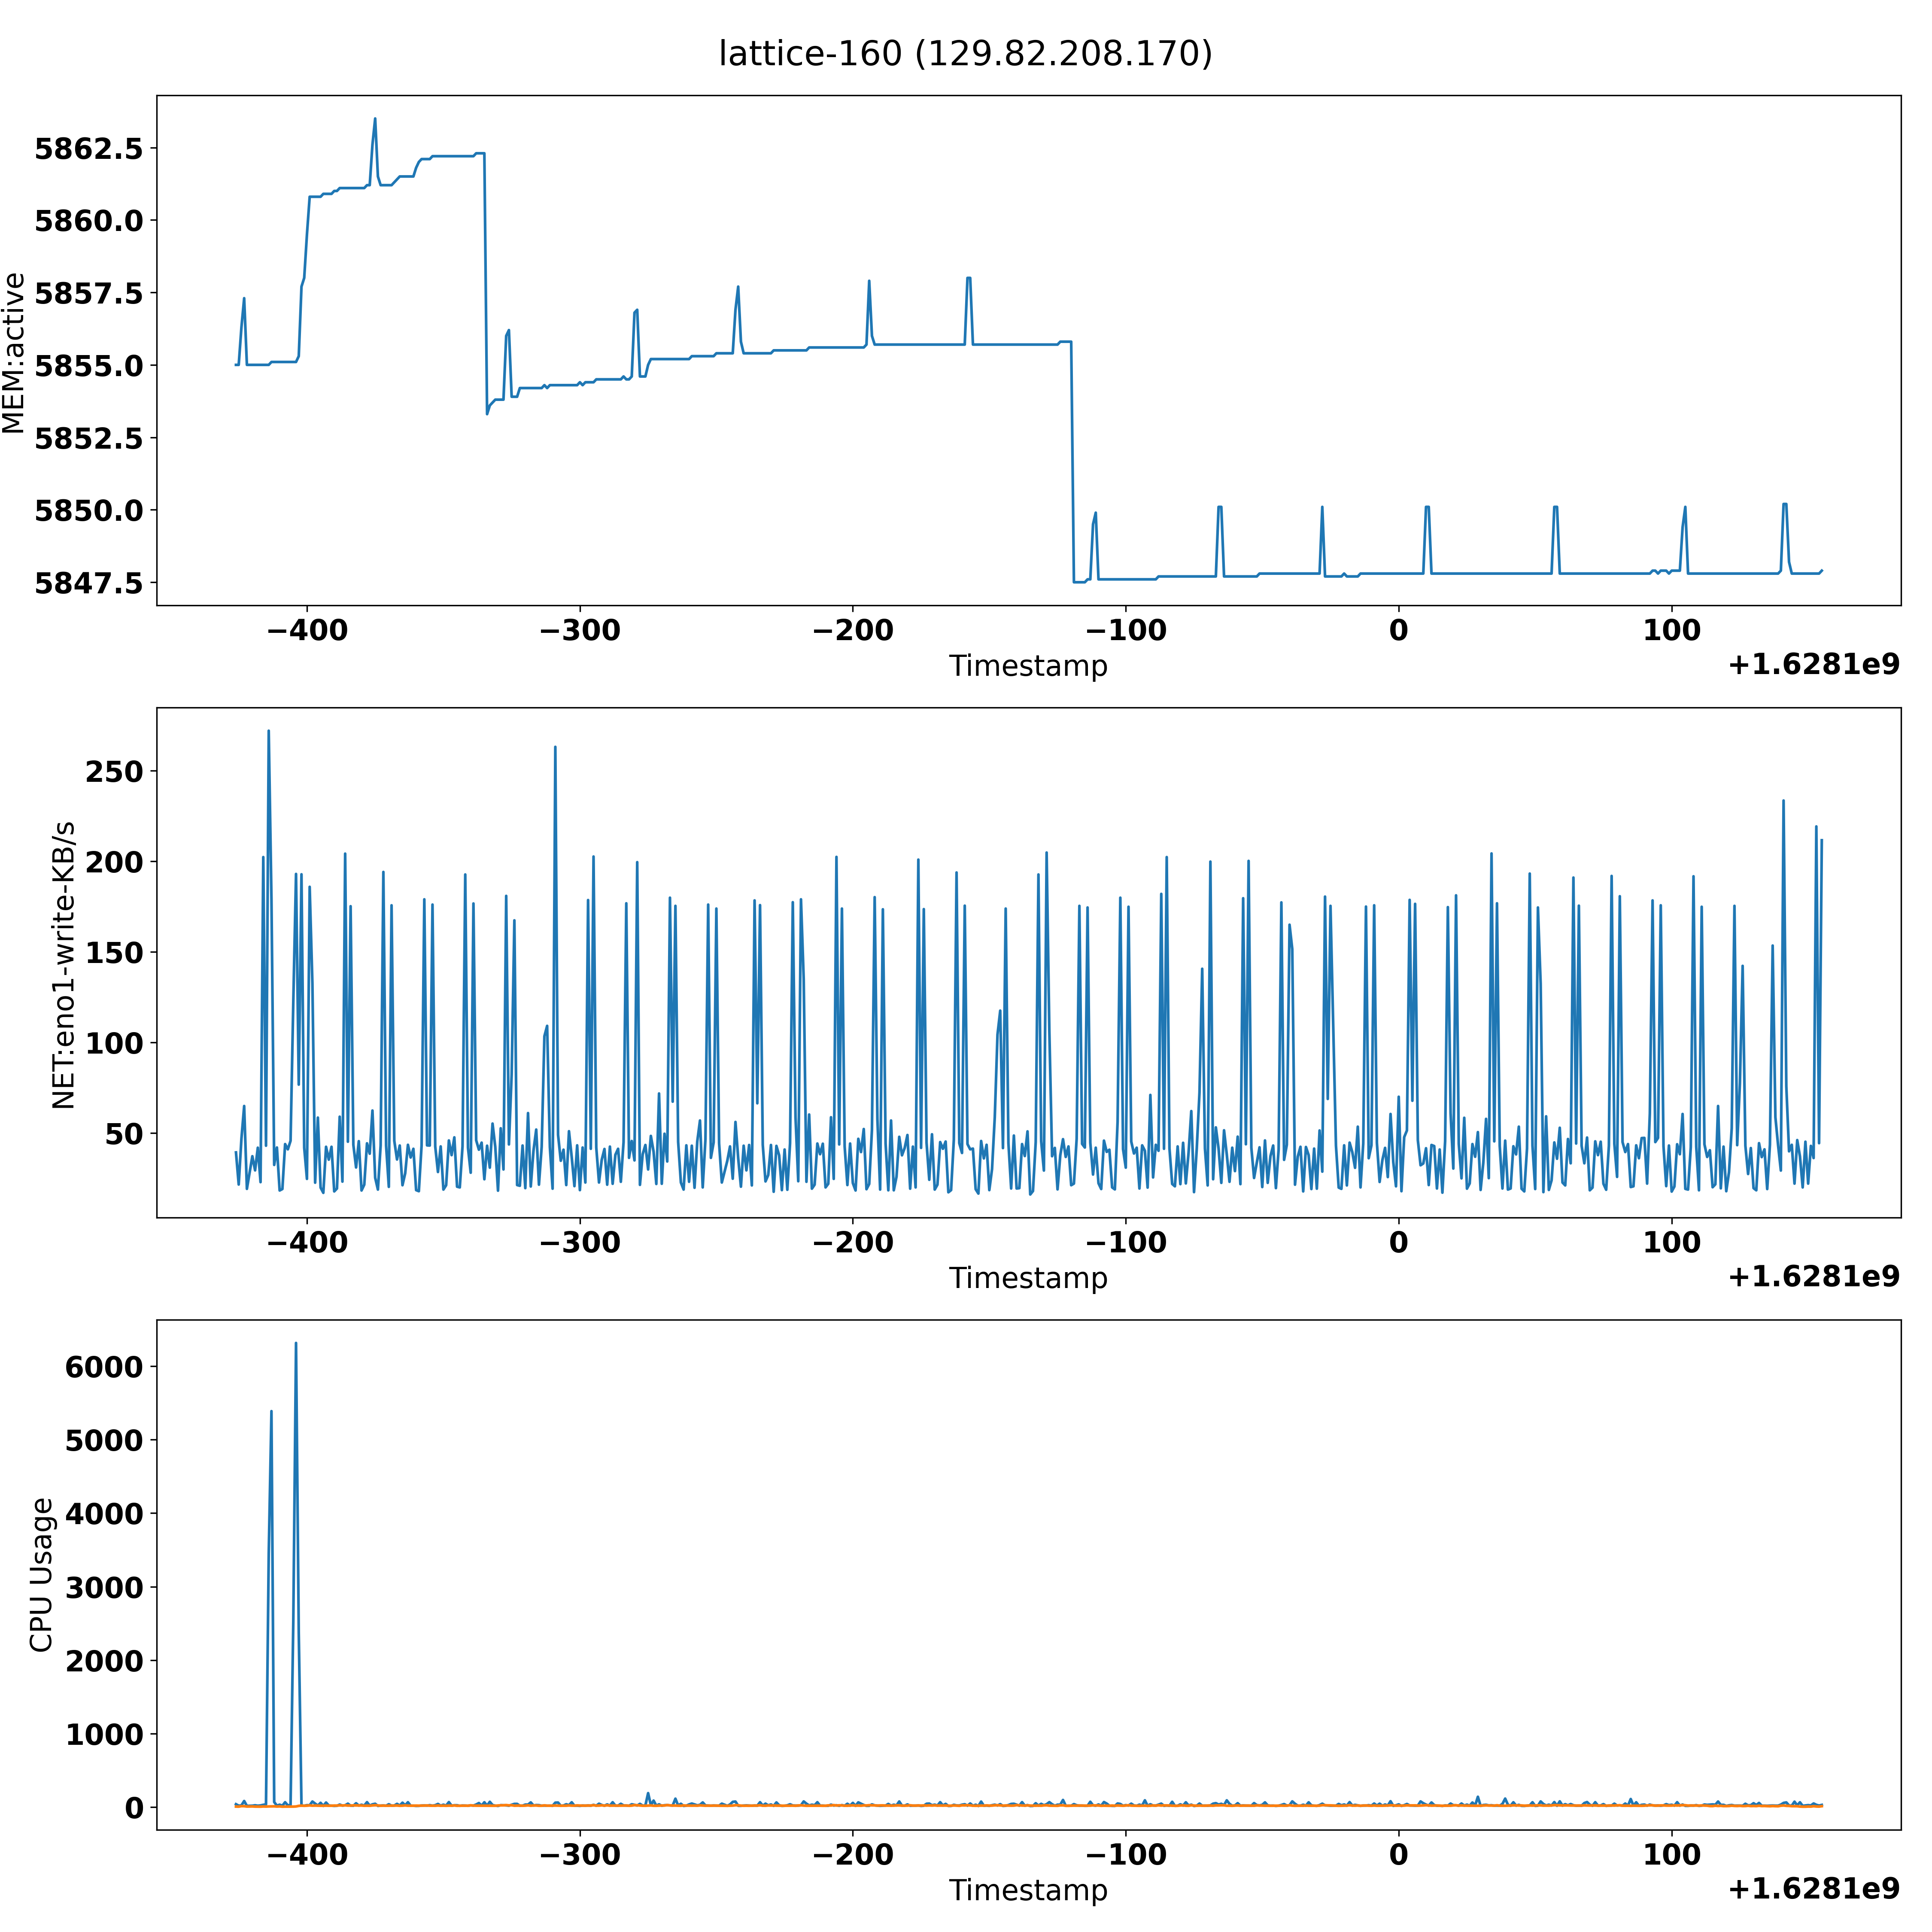 lattice-160 (129.82.208.170)
MEM:active
5862.5
5860.0
5857.5
5855.0
5852.5
5850.0
5847.5
−400 −300 −200 −100 0 100
Timestamp
+1.6281e9
NET:eno1-write-KB/s
250
200
150
100
50
−400 −300 −200 −100 0 100
Timestamp
+1.6281e9
CPU Usage
6000
5000
4000
3000
2000
1000
0
−400 −300 −200 −100 0 100
Timestamp
+1.6281e9